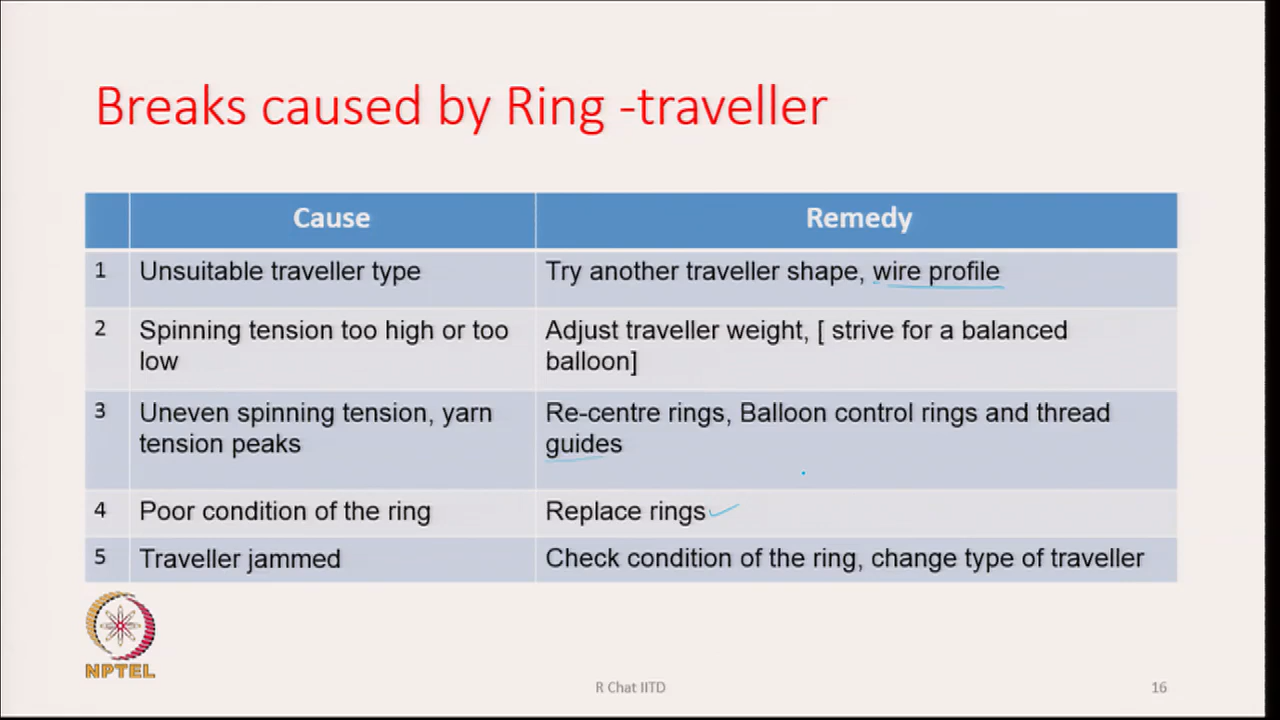 Breaks caused by Ring -traveller
Cause Remedy
1 Unsuitable traveller type Try another traveller shape, wire profile
2 Spinning tension too high or too low Adjust traveller weight, [ strive for a balanced balloon]
3 Uneven spinning tension, yarn tension peaks Re-centre rings, Balloon control rings and thread guides
4 Poor condition of the ring Replace rings
5 Traveller jammed Check condition of the ring, change type of traveller
NPTEL
R Chat IITD 16